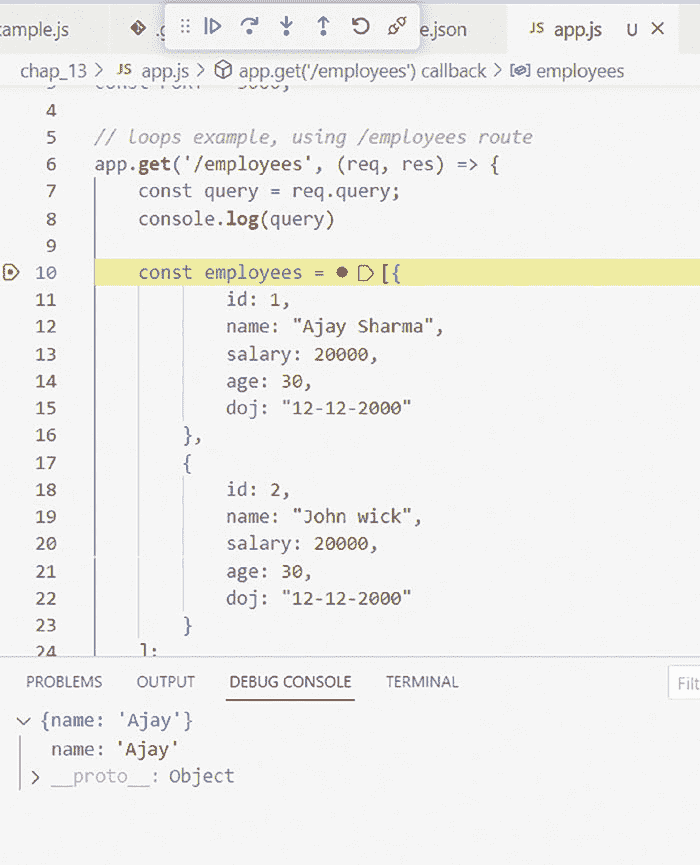 ample.js .g e.json JS app.js U
chap_13 > JS app.js > app.get('/employees') callback > employees
4
5 // loops example, using /employees route
6 app.get('/employees', (req, res) => {
7 const query = req.query;
8 console.log(query)
9
10 const employees = [{
11 id: 1,
12 name: "Ajay Sharma",
13 salary: 20000,
14 age: 30,
15 doj: "12-12-2000"
16 },
17 {
18 id: 2,
19 name: "John wick",
20 salary: 20000,
21 age: 30,
22 doj: "12-12-2000"
23 }
24 ];
PROBLEMS OUTPUT DEBUG CONSOLE TERMINAL Filt
{name: 'Ajay'}
name: 'Ajay'
__proto__: Object